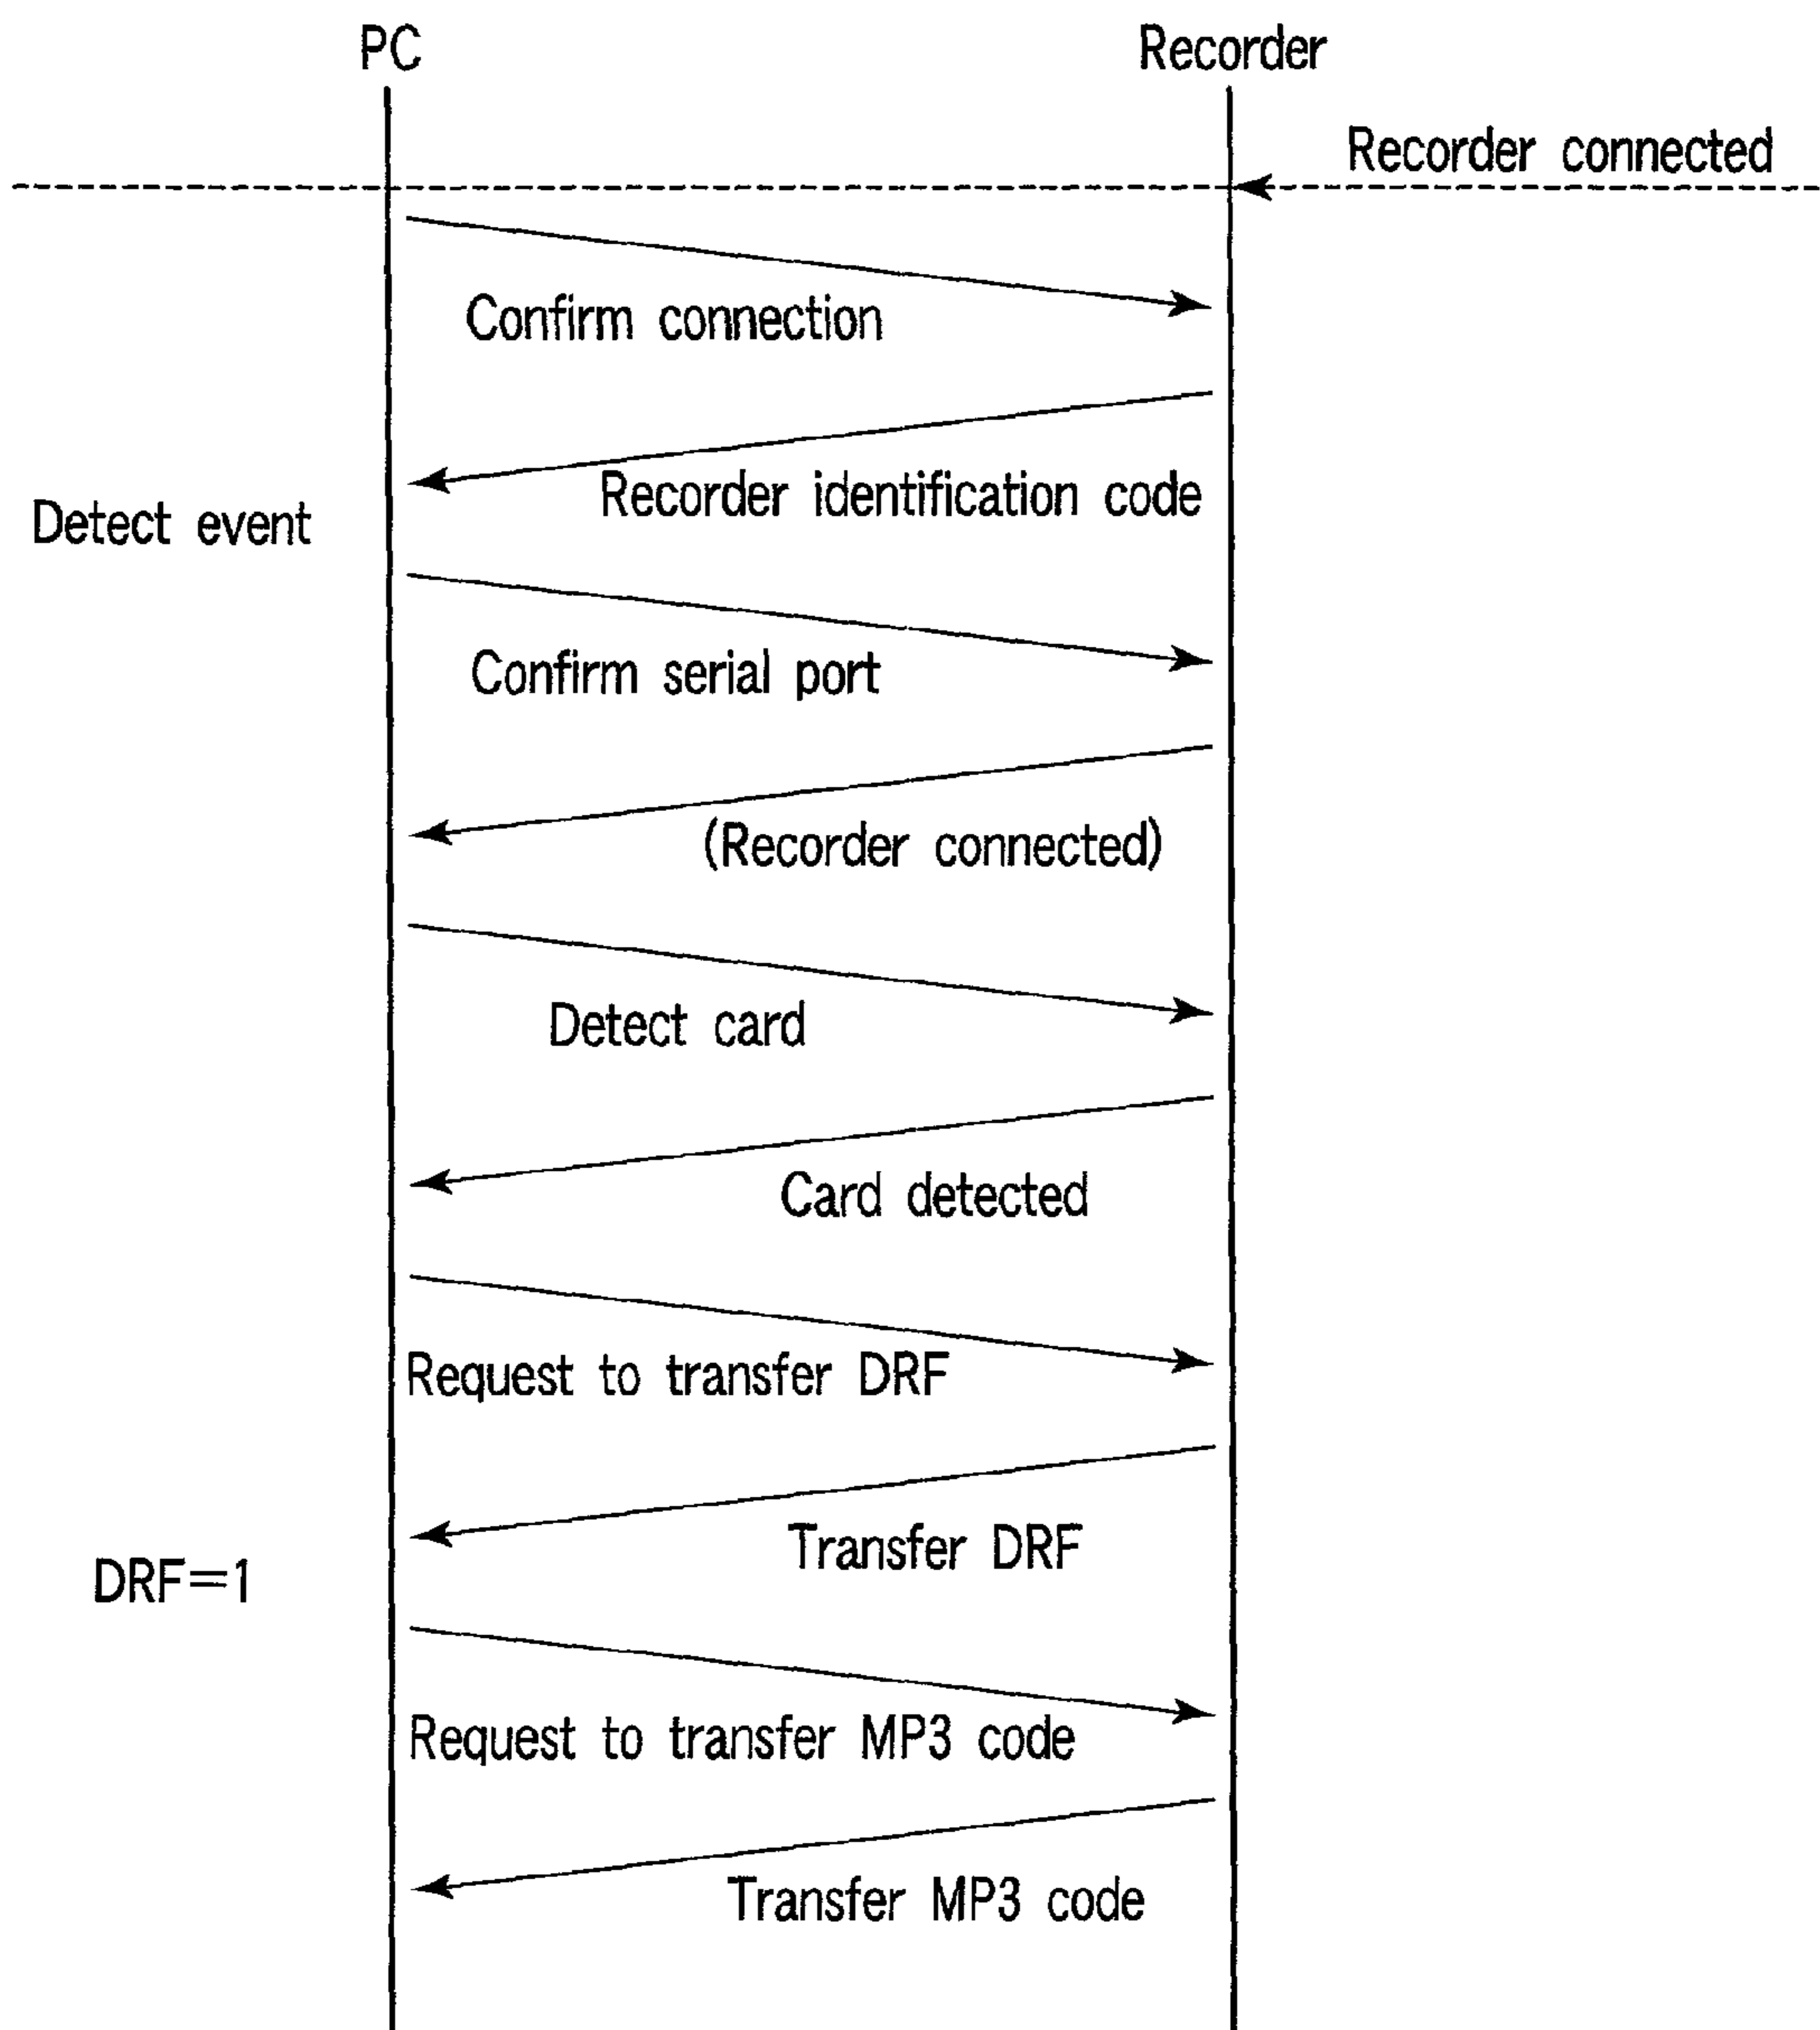 PC
Recorder
Recorder connected
Confirm connection
Recorder identification code
Detect event
Confirm serial port
(Recorder connected)
Detect card
Card detected
Request to transfer DRF
Transfer DRF
DRF=1
Request to transfer MP3 code
Transfer MP3 code